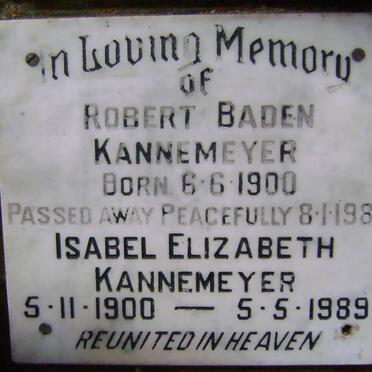 In Loving Memory
of
ROBERT BADEN
KANNEMEYER
BORN 6·6·1900
PASSED AWAY PEACEFULLY 8·1·198
ISABEL ELIZABETH
KANNEMEYER
5·11·1900 — 5·5·1989
REUNITED IN HEAVEN